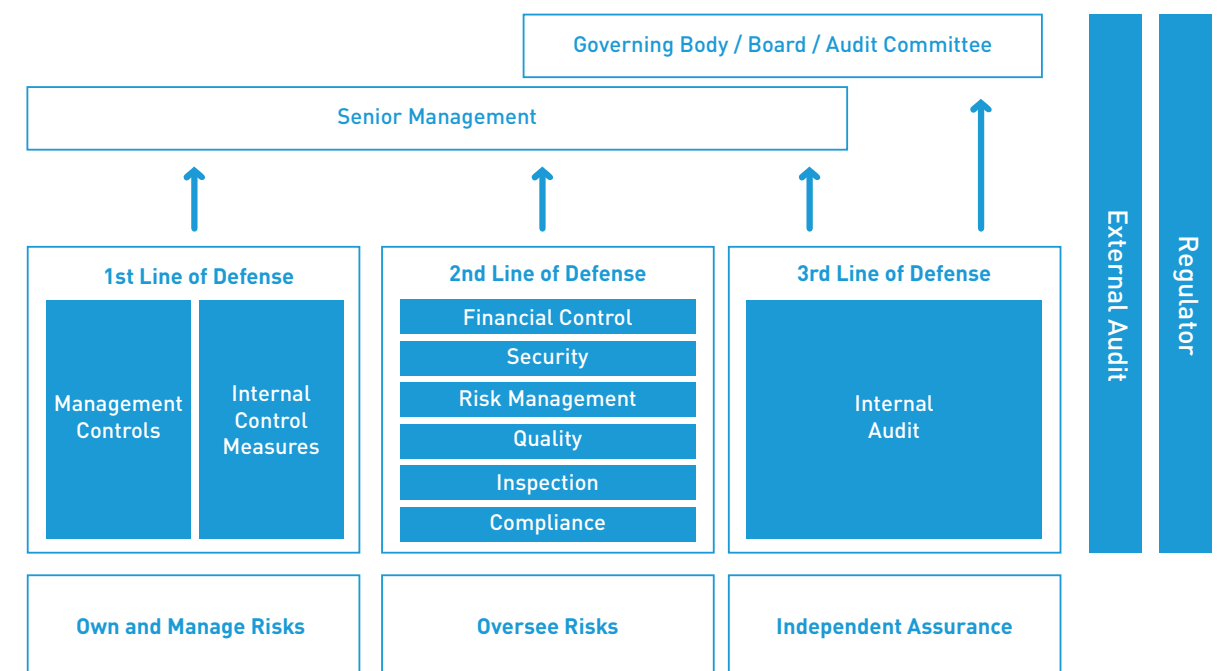 Governing Body / Board / Audit Committee
Senior Management
1st Line of Defense
Management
Controls
Internal
Control
Measures
2nd Line of Defense
Financial Control
Security
Risk Management
Quality
Inspection
Compliance
3rd Line of Defense
Internal
Audit
External Audit
Regulator
Own and Manage Risks
Oversee Risks
Independent Assurance